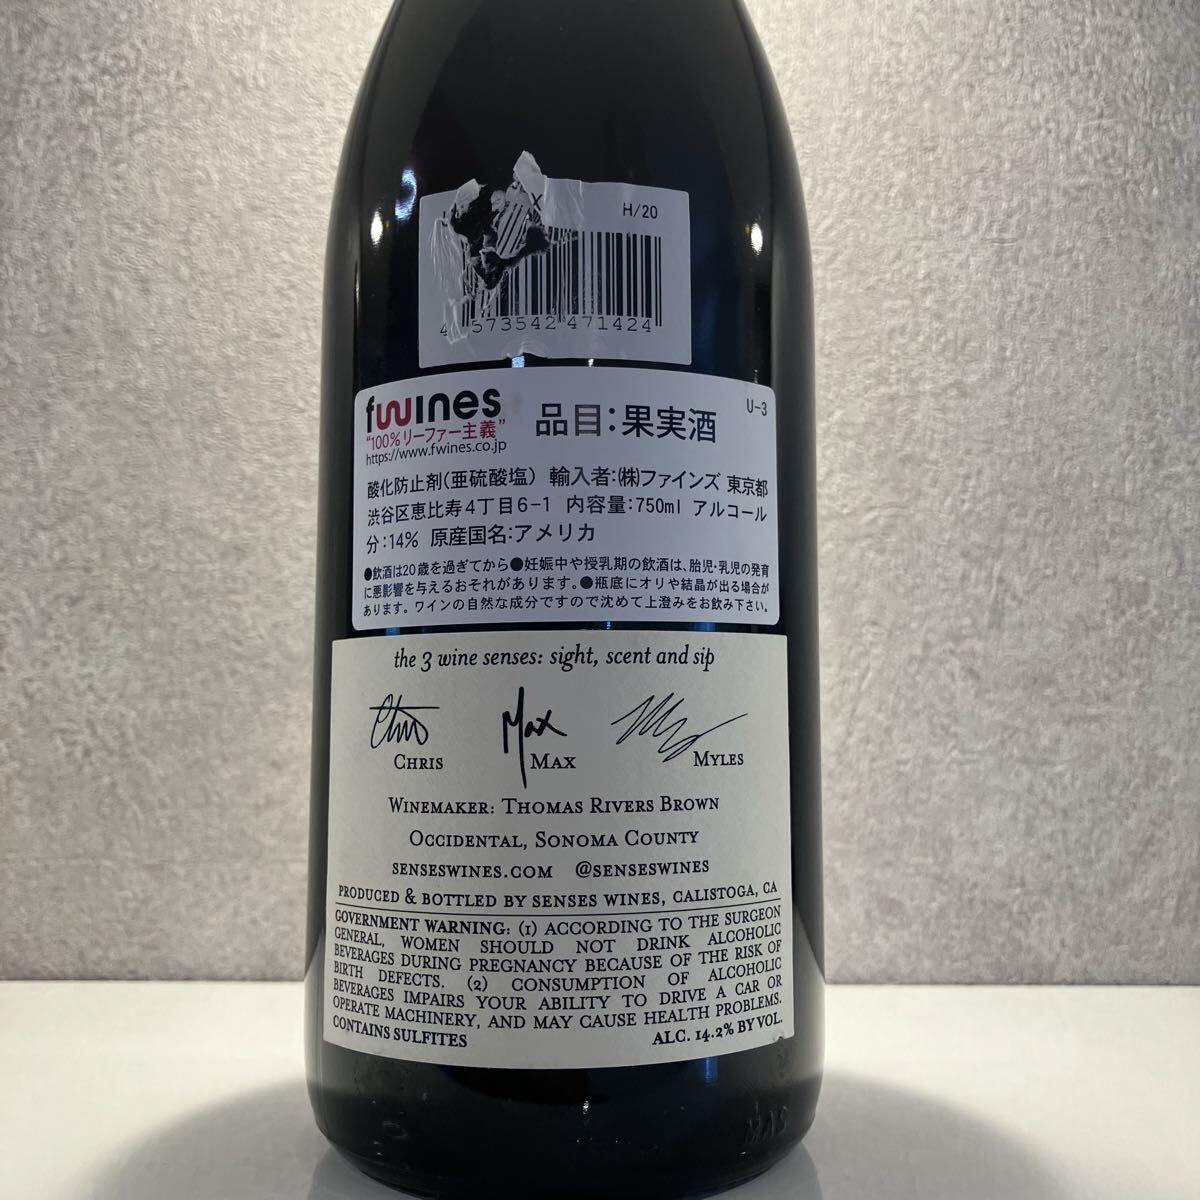 X
H/20
4 573542 471424
fwines
U-3
"100%リーファー主義"
https://www.fwines.co.jp
品目：果実酒
酸化防止剤（亜硫酸塩） 輸入者：㈱ファインズ 東京都
渋谷区恵比寿4丁目6-1 内容量：750ml アルコール
分：14% 原産国名：アメリカ
●飲酒は20歳を過ぎてから●妊娠中や授乳期の飲酒は、胎児・乳児の発育
に悪影響を与えるおそれがあります。●瓶底にオリや結晶が出る場合が
あります。ワインの自然な成分ですので沈めて上澄みをお飲み下さい。
the 3 wine senses: sight, scent and sip
Chris Max
CHRIS MAX MYLES
WINEMAKER: THOMAS RIVERS BROWN
OCCIDENTAL, SONOMA COUNTY
SENSESWINES.COM @SENSESWINES
PRODUCED & BOTTLED BY SENSES WINES, CALISTOGA, CA
GOVERNMENT WARNING: (1) ACCORDING TO THE SURGEON
GENERAL, WOMEN SHOULD NOT DRINK ALCOHOLIC
BEVERAGES DURING PREGNANCY BECAUSE OF THE RISK OF
BIRTH DEFECTS. (2) CONSUMPTION OF ALCOHOLIC
BEVERAGES IMPAIRS YOUR ABILITY TO DRIVE A CAR OR
OPERATE MACHINERY, AND MAY CAUSE HEALTH PROBLEMS.
CONTAINS SULFITES ALC. 14.2% BY VOL.